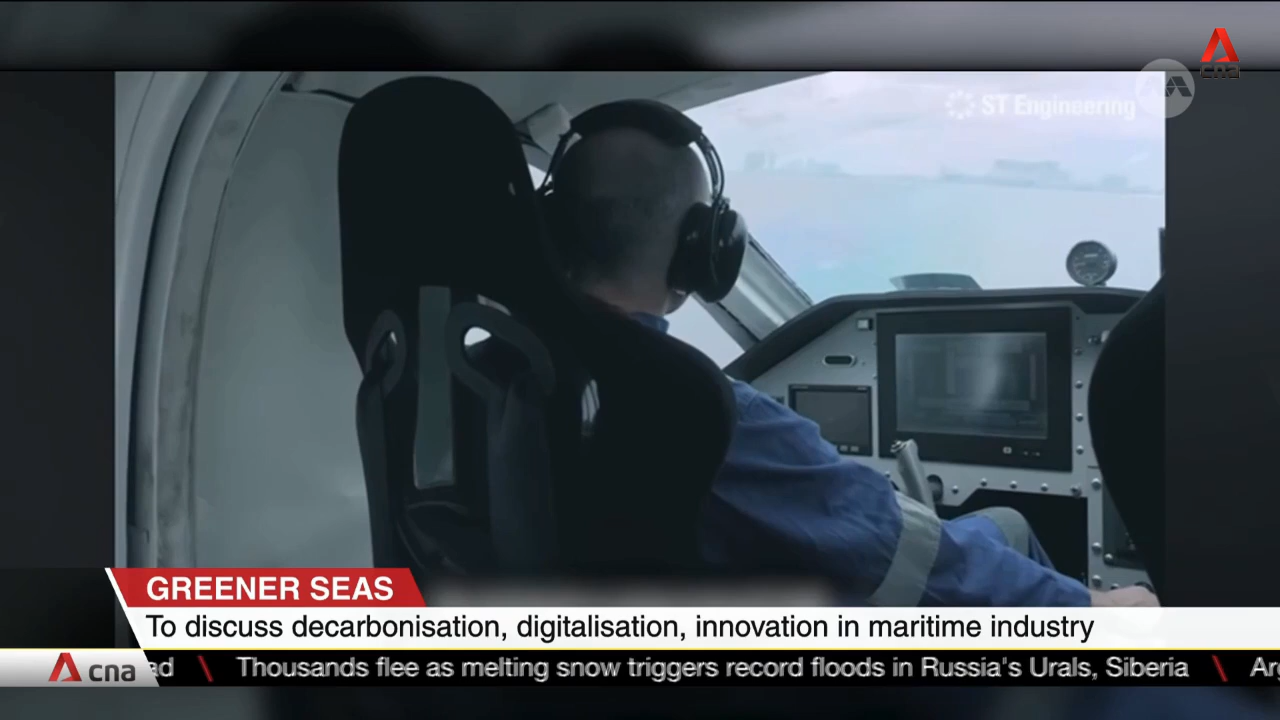 cna
ST Engineering
GREENER SEAS
To discuss decarbonisation, digitalisation, innovation in maritime industry
cna
Thousands flee as melting snow triggers record floods in Russia's Urals, Siberia \